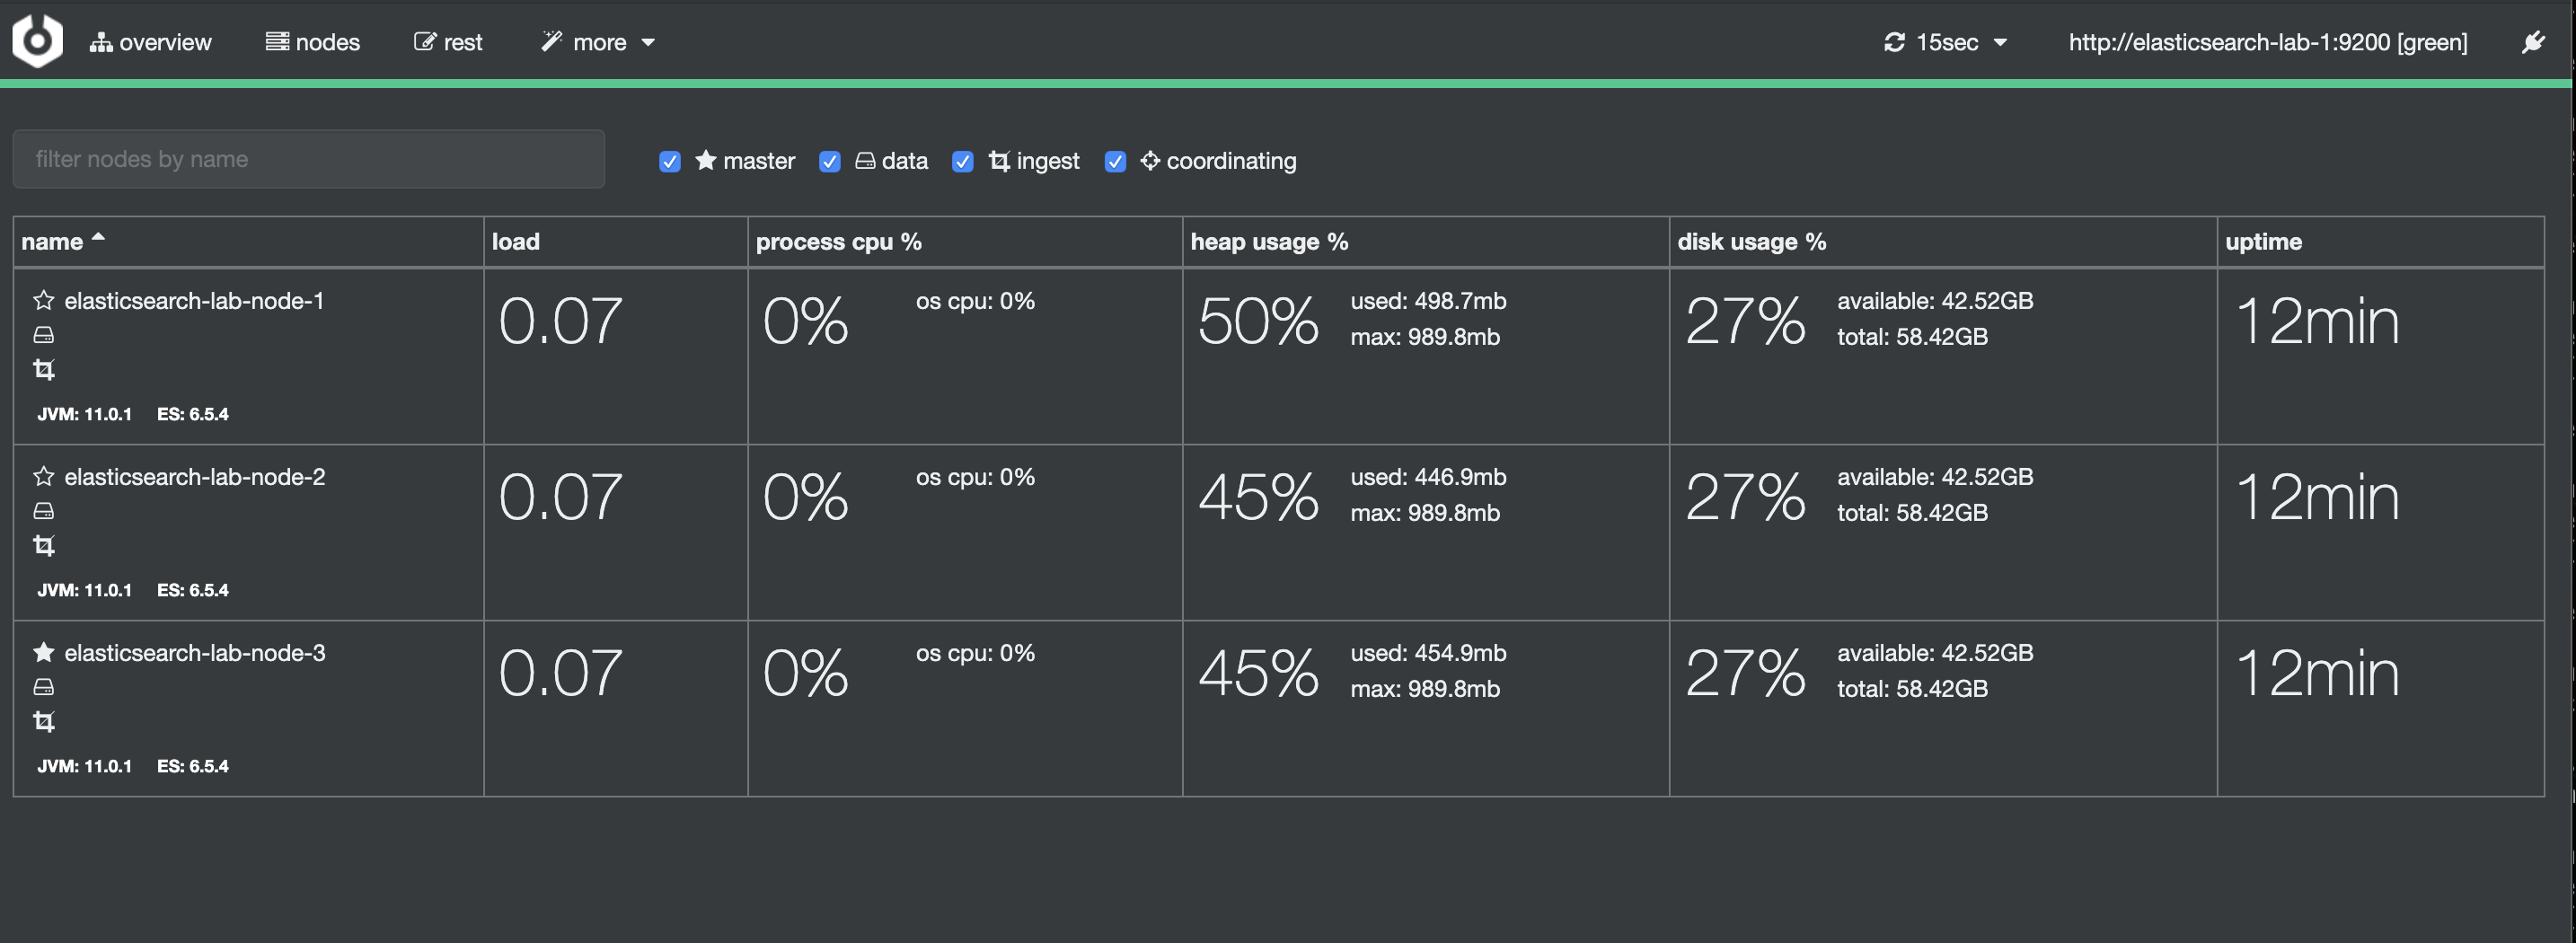 overview nodes rest more 15sec http://elasticsearch-lab-1:9200 [green]
filter nodes by name master data ingest coordinating
name load process cpu % heap usage % disk usage % uptime
elasticsearch-lab-node-1 0.07 0% os cpu: 0% 50% used: 498.7mb 27% available: 42.52GB 12min
max: 989.8mb total: 58.42GB
JVM: 11.0.1 ES: 6.5.4
elasticsearch-lab-node-2 0.07 0% os cpu: 0% 45% used: 446.9mb 27% available: 42.52GB 12min
max: 989.8mb total: 58.42GB
JVM: 11.0.1 ES: 6.5.4
elasticsearch-lab-node-3 0.07 0% os cpu: 0% 45% used: 454.9mb 27% available: 42.52GB 12min
max: 989.8mb total: 58.42GB
JVM: 11.0.1 ES: 6.5.4